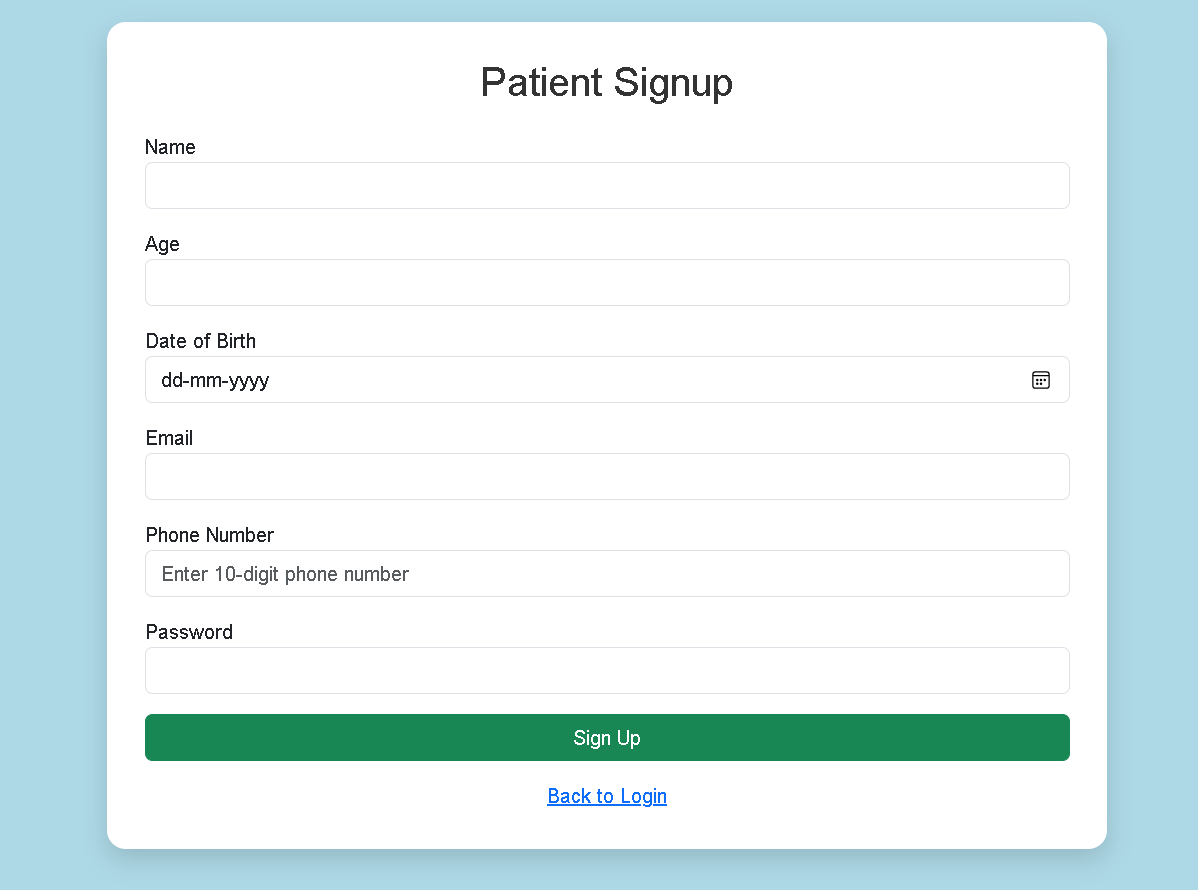 Patient Signup
Name
Age
Date of Birth
dd-mm-yyyy
Email
Phone Number
Enter 10-digit phone number
Password
Sign Up
Back to Login